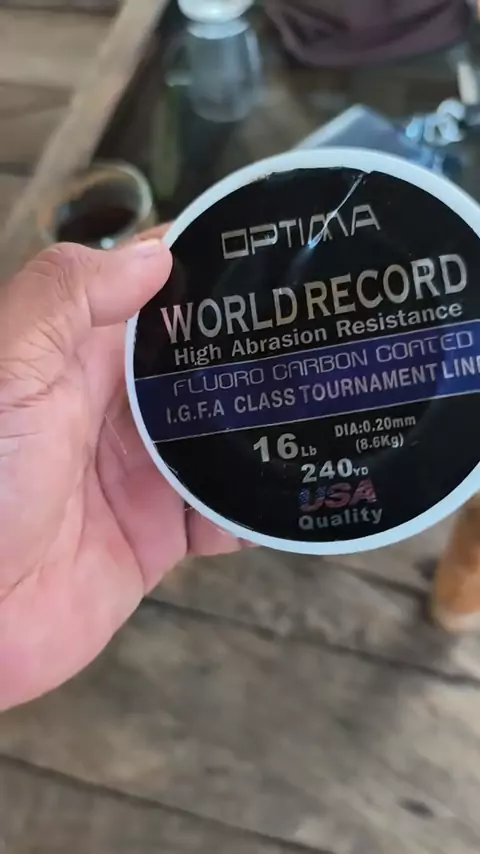 OPTIMA
WORLD RECORD
High Abrasion Resistance
FLUORO CARBON COATED
I.G.F.A CLASS TOURNAMENT LINE
16Lb DIA:0.20mm
(8.6Kg)
240YD
USA
Quality